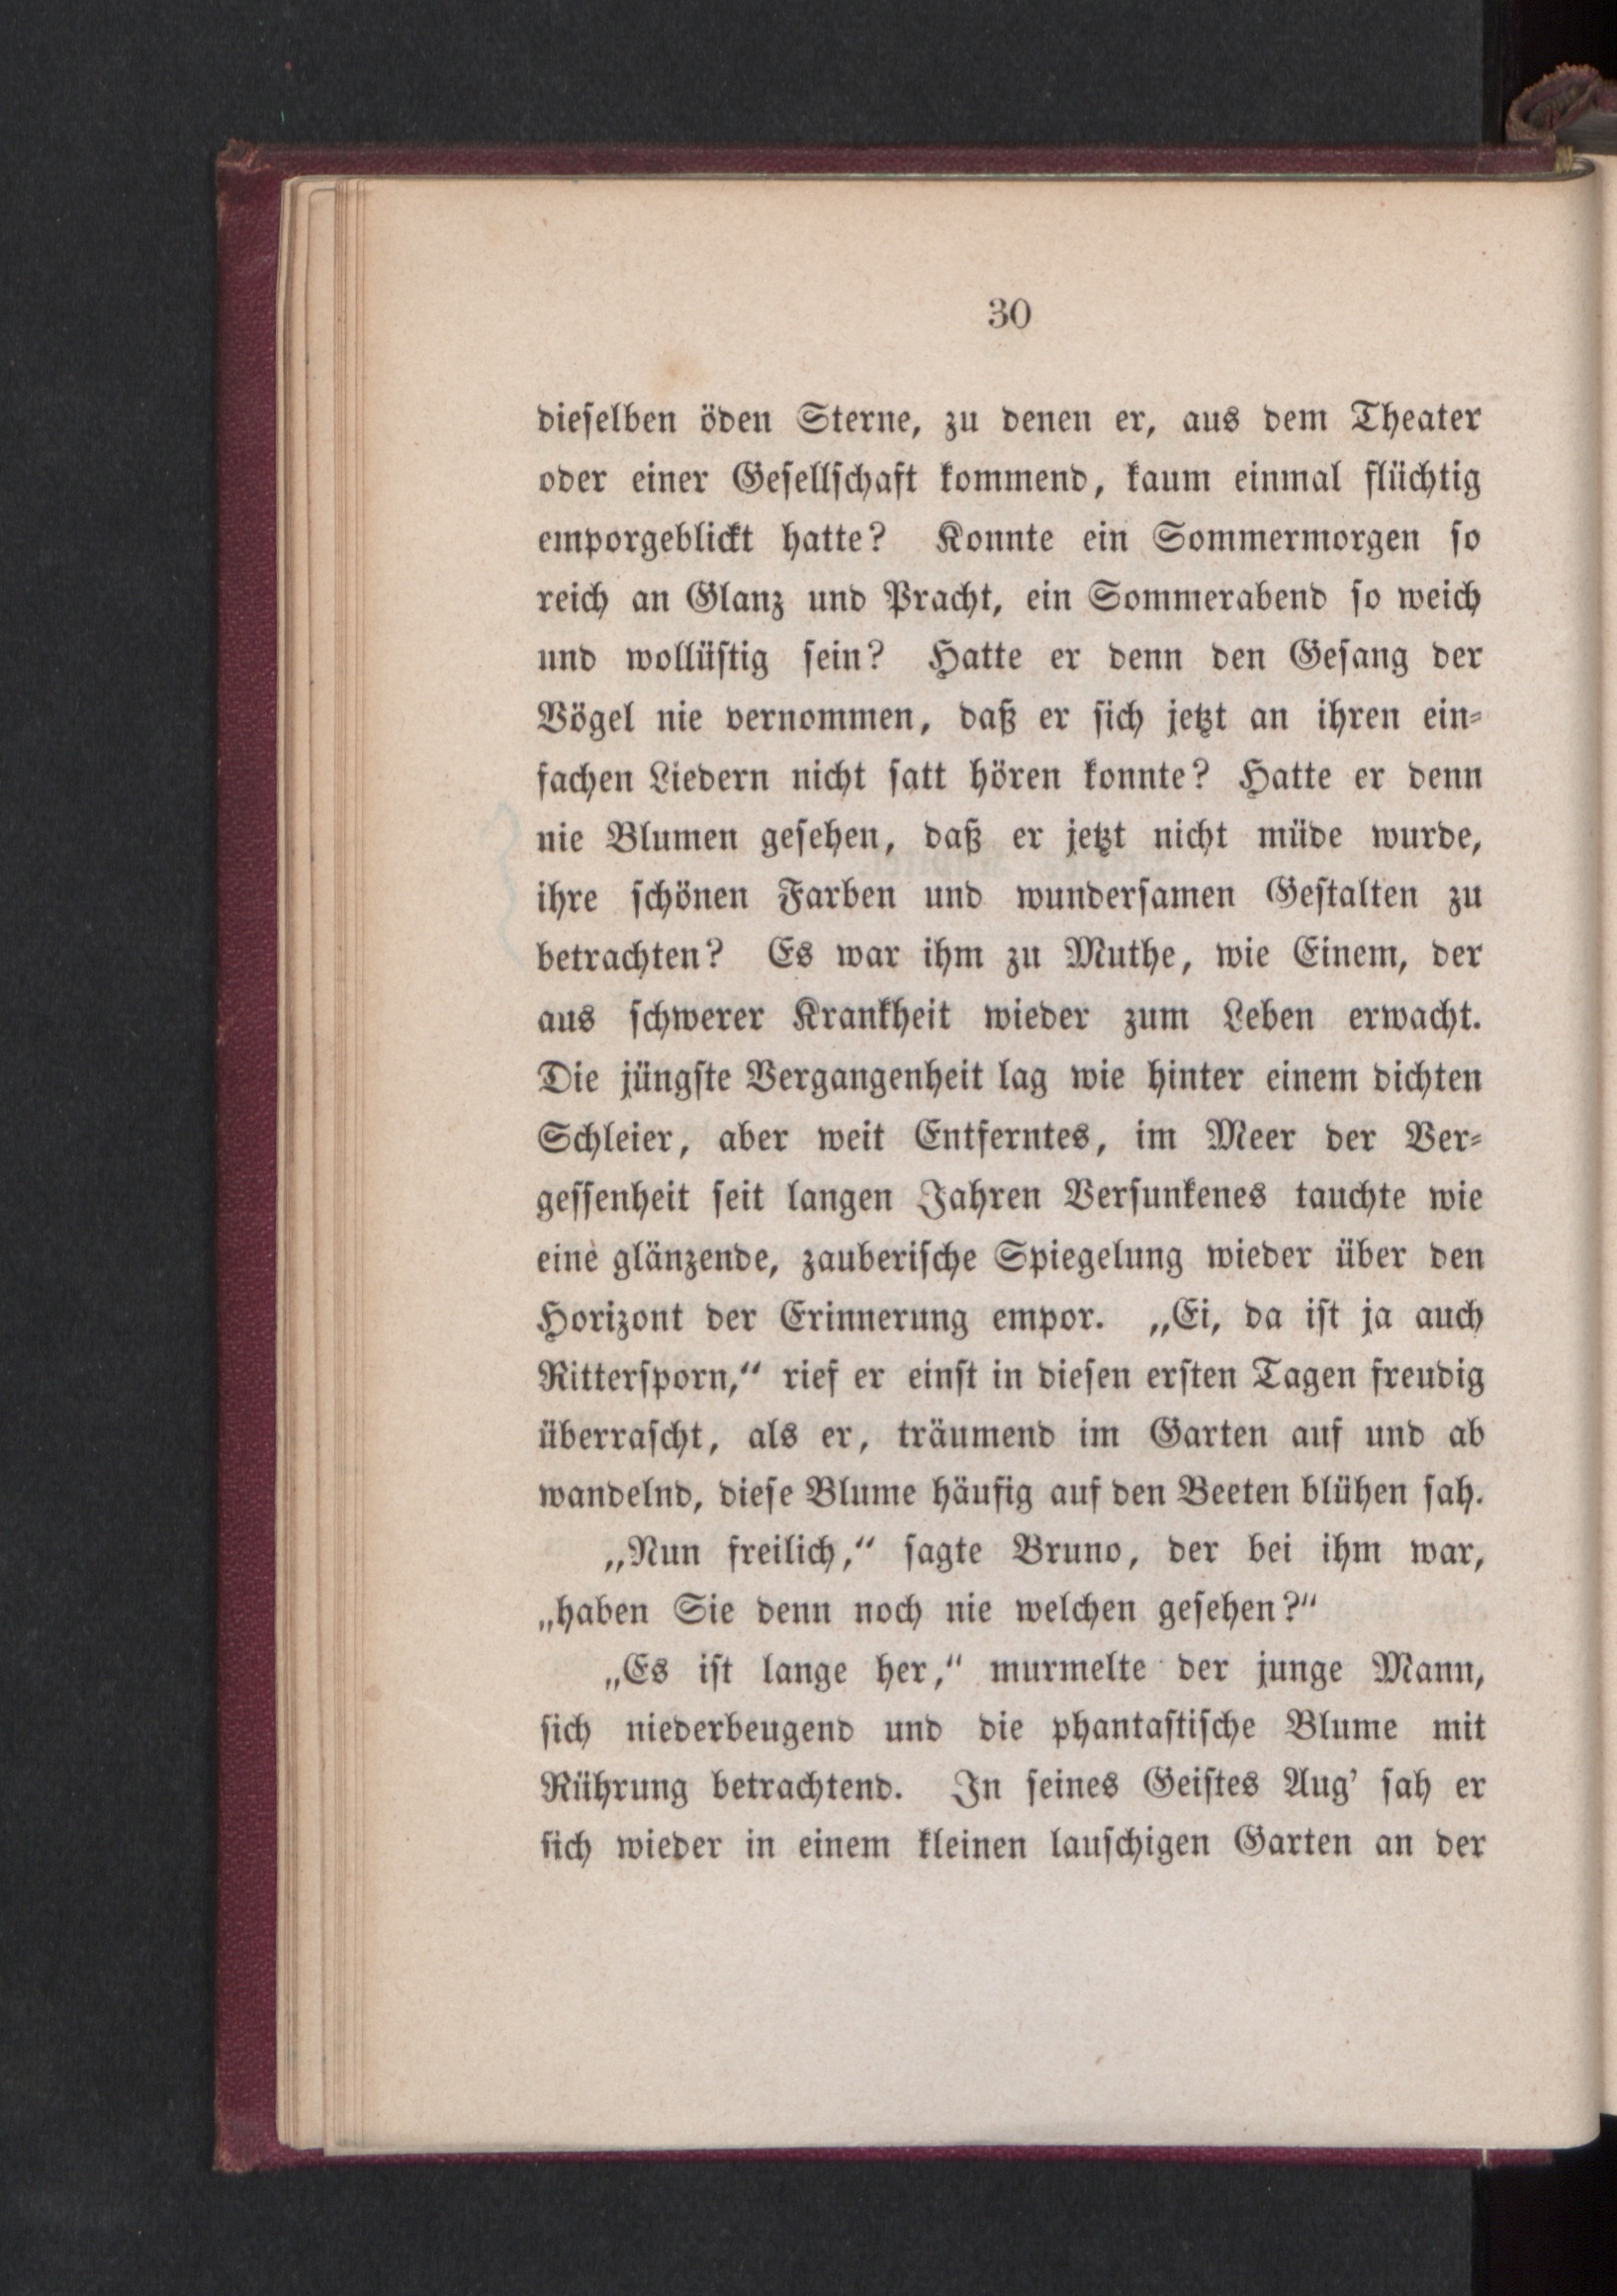 30
dieselben öden Sterne, zu denen er, aus dem Theater
oder einer Gesellschaft kommend, kaum einmal flüchtig
emporgeblickt hatte? Konnte ein Sommermorgen so
reich an Glanz und Pracht, ein Sommerabend so weich
und wollüstig sein? Hatte er denn den Gesang der
Vögel nie vernommen, daß er sich jetzt an ihren ein-
fachen Liedern nicht satt hören konnte? Hatte er denn
nie Blumen gesehen, daß er jetzt nicht müde wurde,
ihre schönen Farben und wundersamen Gestalten zu
betrachten? Es war ihm zu Muthe, wie Einem, der
aus schwerer Krankheit wieder zum Leben erwacht.
Die jüngste Vergangenheit lag wie hinter einem dichten
Schleier, aber weit Entferntes, im Meer der Ver-
gessenheit seit langen Jahren Versunkenes tauchte wie
eine glänzende, zauberische Spiegelung wieder über den
Horizont der Erinnerung empor. „Ei, da ist ja auch
Rittersporn,“ rief er einst in diesen ersten Tagen freudig
überrascht, als er, träumend im Garten auf und ab
wandelnd, diese Blume häufig auf den Beeten blühen sah.
„Nun freilich,“ sagte Bruno, der bei ihm war,
„haben Sie denn noch nie welchen gesehen?“
„Es ist lange her,“ murmelte der junge Mann,
sich niederbeugend und die phantastische Blume mit
Rührung betrachtend. In seines Geistes Aug’ sah er
sich wieder in einem kleinen lauschigen Garten an der